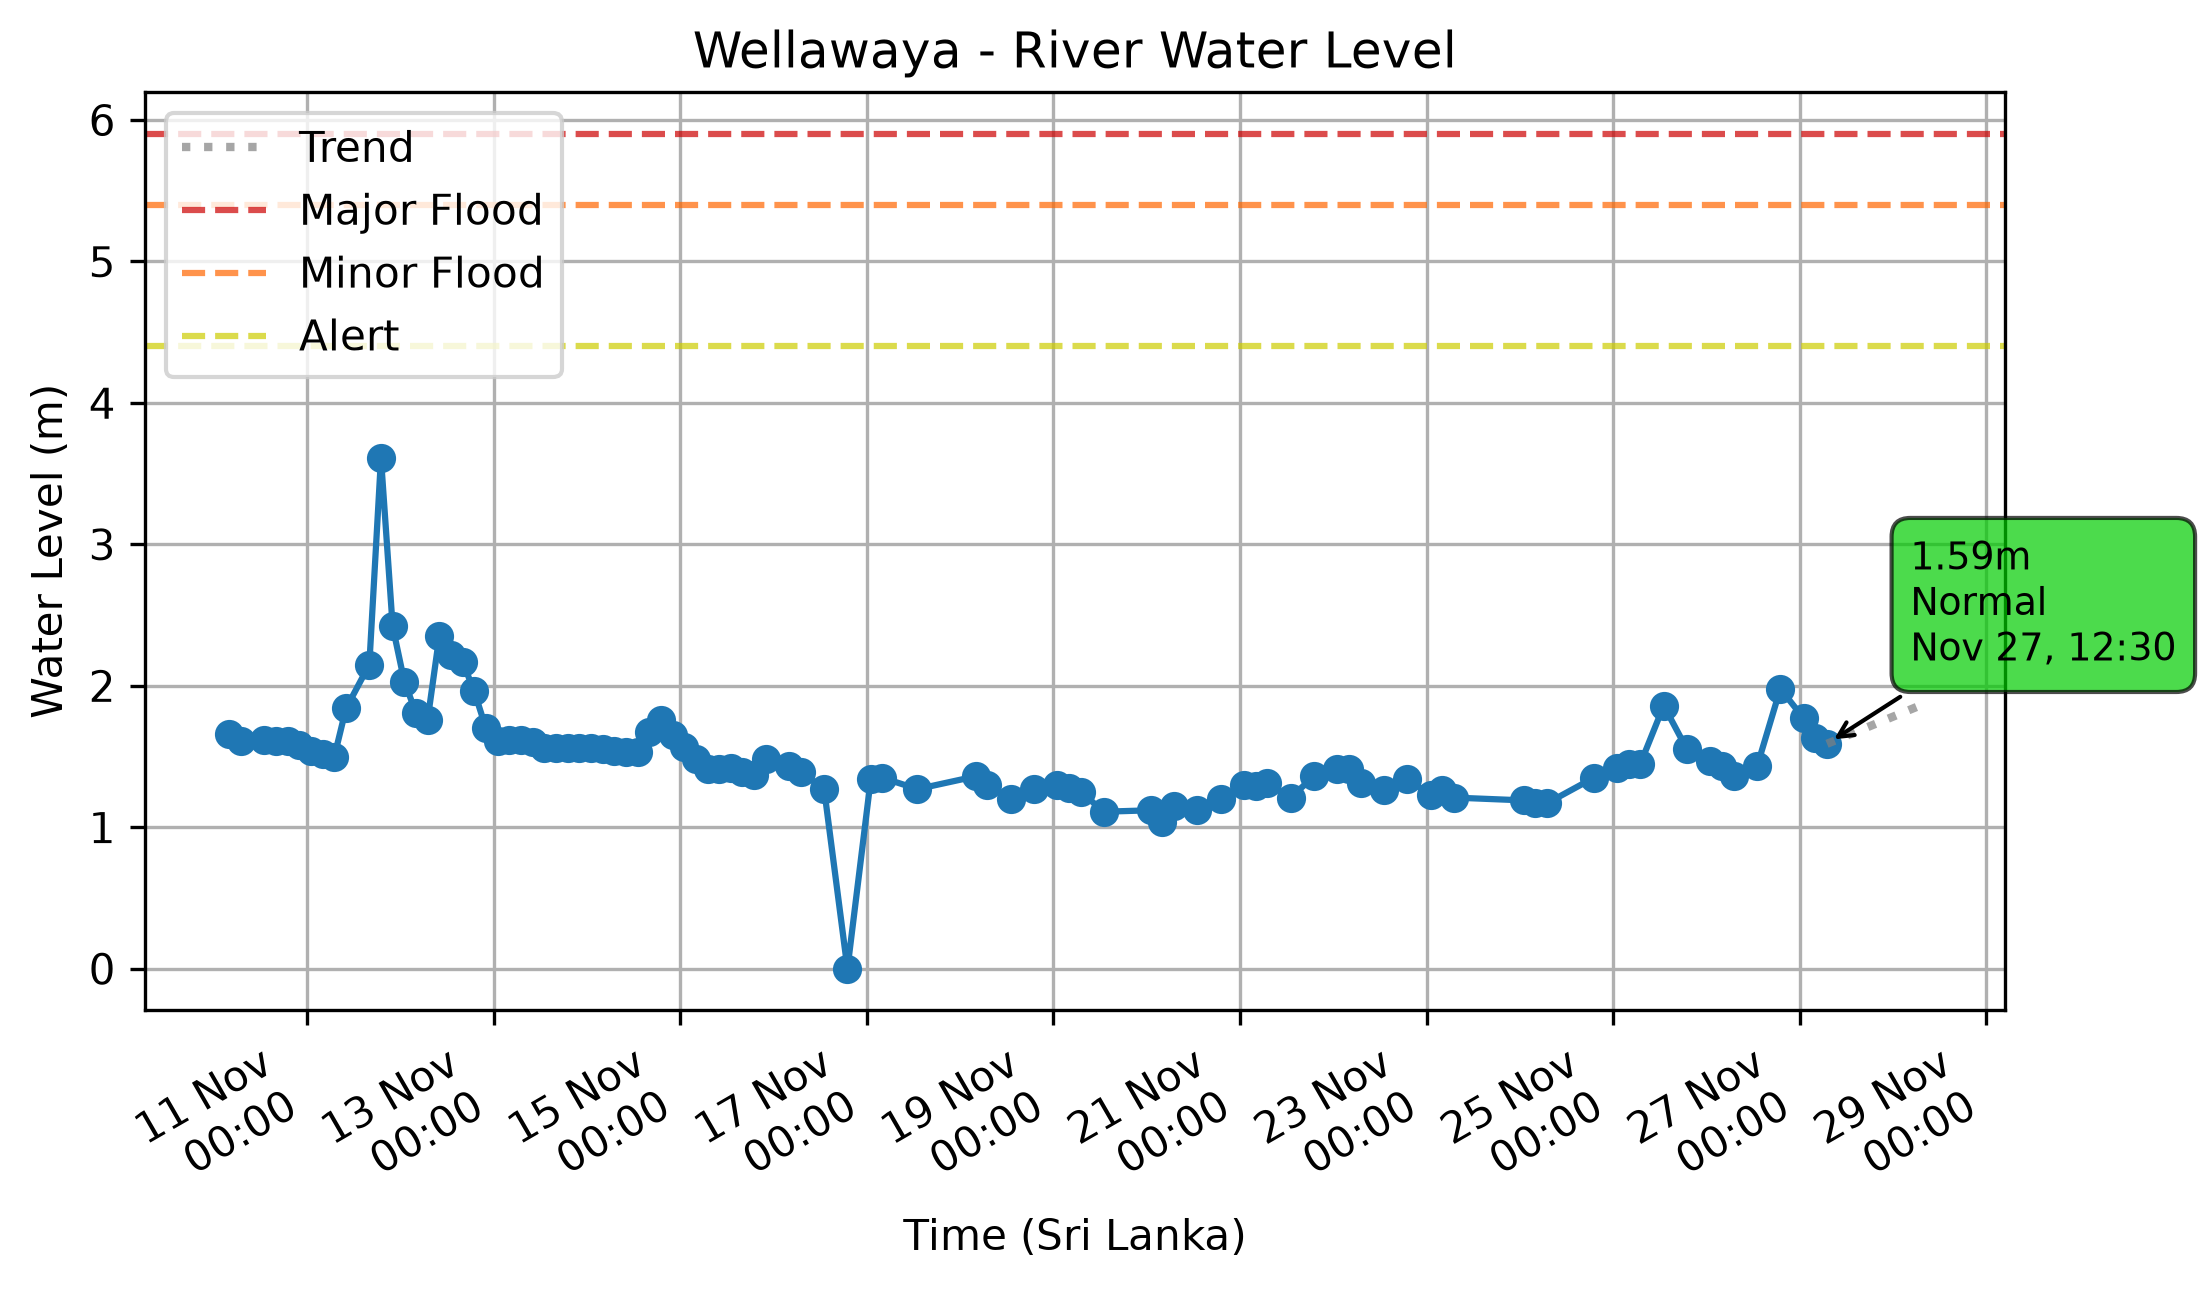 Wellawaya - River Water Level
6
5
4
3
2
1
0
Water Level (m)
Trend
Major Flood
Minor Flood
Alert
1.59m
Normal
Nov 27, 12:30
11 Nov
00:00
13 Nov
00:00
15 Nov
00:00
17 Nov
00:00
19 Nov
00:00
21 Nov
00:00
23 Nov
00:00
25 Nov
00:00
27 Nov
00:00
29 Nov
00:00
Time (Sri Lanka)